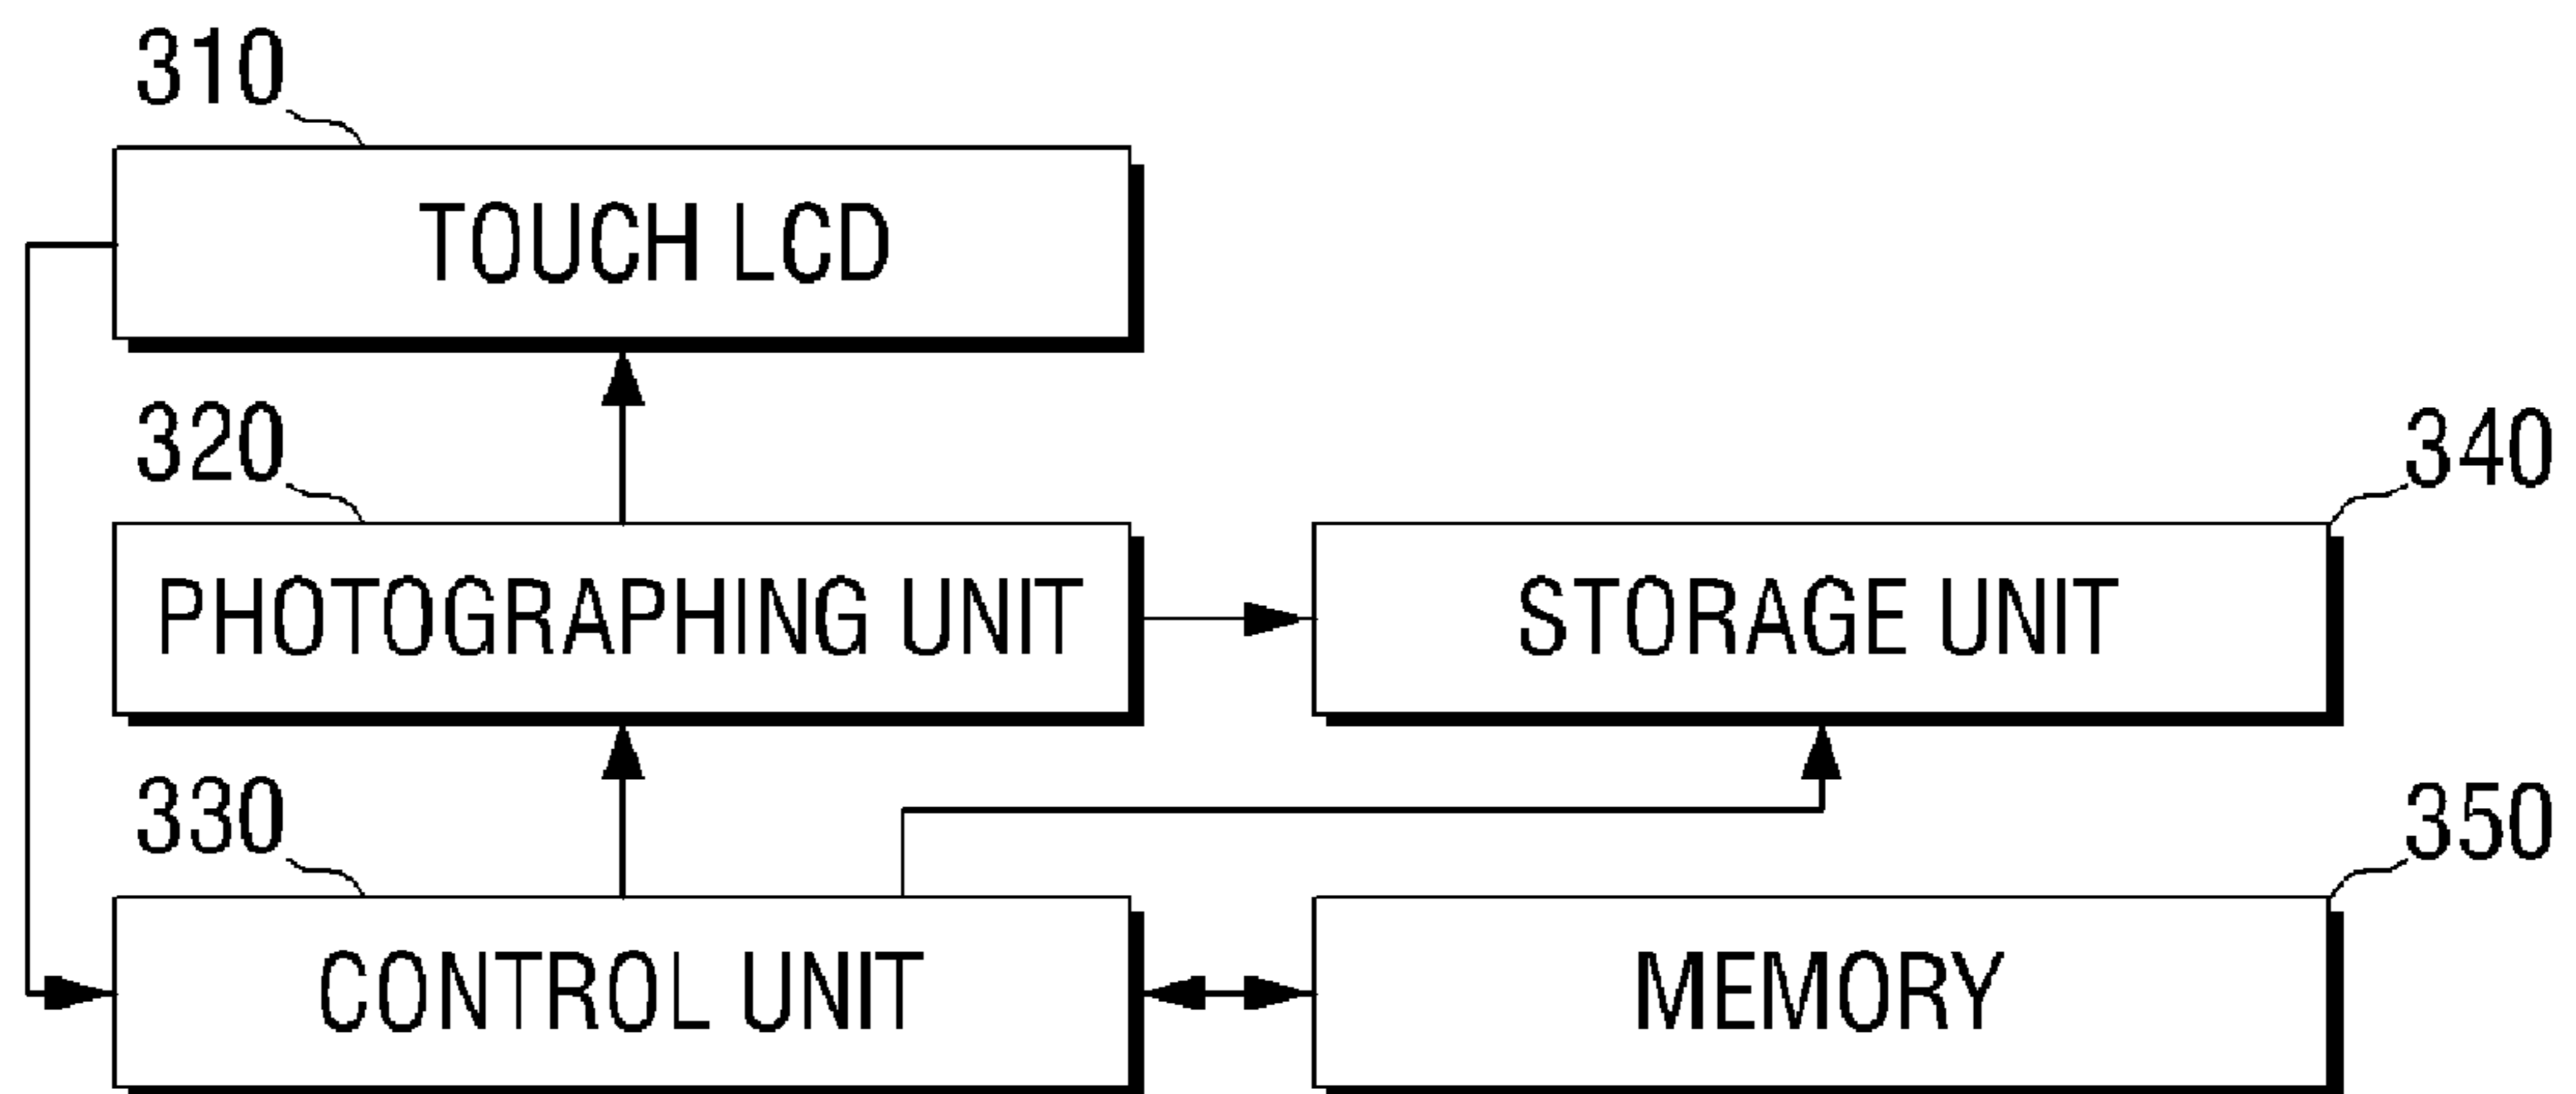 310
TOUCH LCD
320
340
PHOTOGRAPHING UNIT
STORAGE UNIT
330
350
CONTROL UNIT
MEMORY